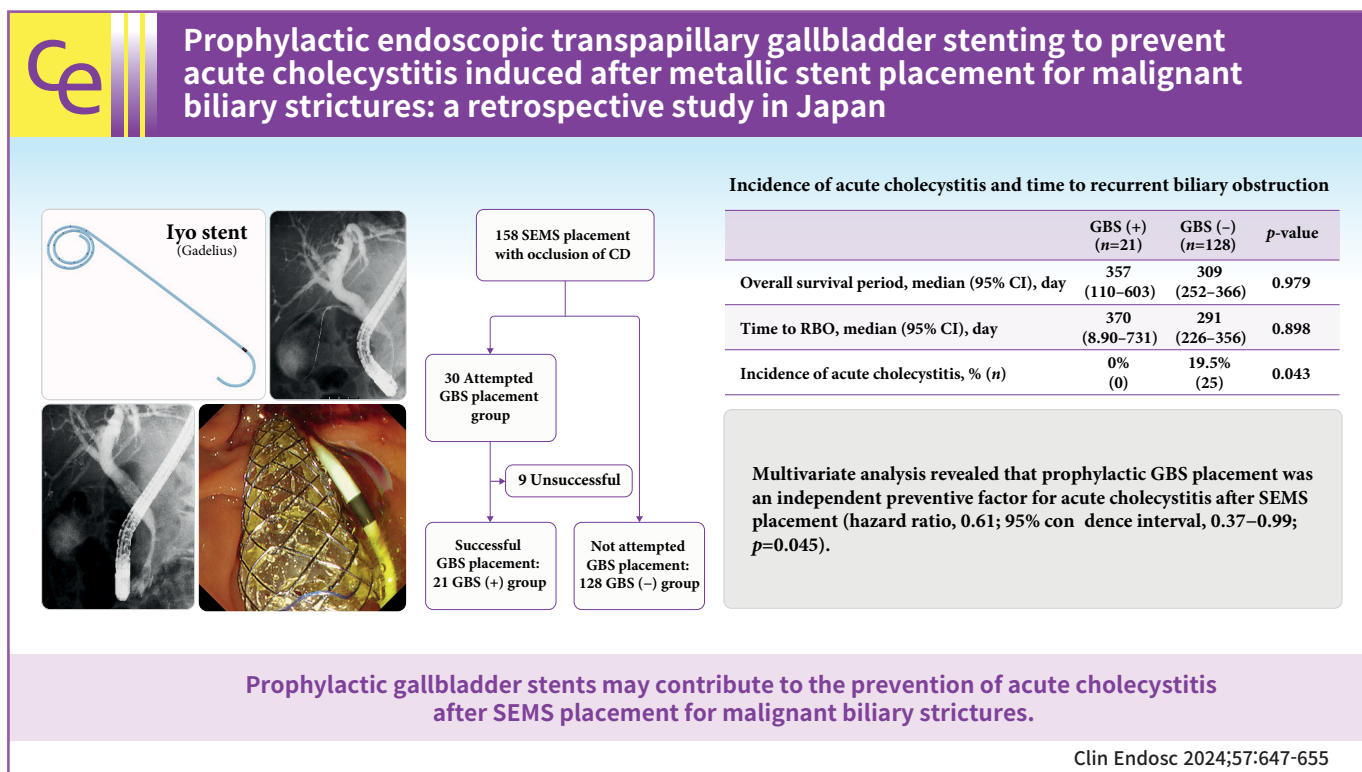 ce
Prophylactic endoscopic transpapillary gallbladder stenting to prevent
acute cholecystitis induced after metallic stent placement for malignant
biliary strictures: a retrospective study in Japan
Iyo stent
(Gadelius)
158 SEMS placement
with occlusion of CD
30 Attempted
GBS placement
group
9 Unsuccessful
Successful
GBS placement:
21 GBS (+) group
Not attempted
GBS placement:
128 GBS (−) group
Incidence of acute cholecystitis and time to recurrent biliary obstruction
GBS (+) GBS (−) p-value
(n=21) (n=128)
Overall survival period, median (95% CI), day 357 309 0.979
(110–603) (252–366)
Time to RBO, median (95% CI), day 370 291 0.898
(8.90–731) (226–356)
Incidence of acute cholecystitis, % (n) 0% 19.5% 0.043
(0) (25)
Multivariate analysis revealed that prophylactic GBS placement was
an independent preventive factor for acute cholecystitis after SEMS
placement (hazard ratio, 0.61; 95% con dence interval, 0.37–0.99;
p=0.045).
Prophylactic gallbladder stents may contribute to the prevention of acute cholecystitis
after SEMS placement for malignant biliary strictures.
Clin Endosc 2024;57:647-655